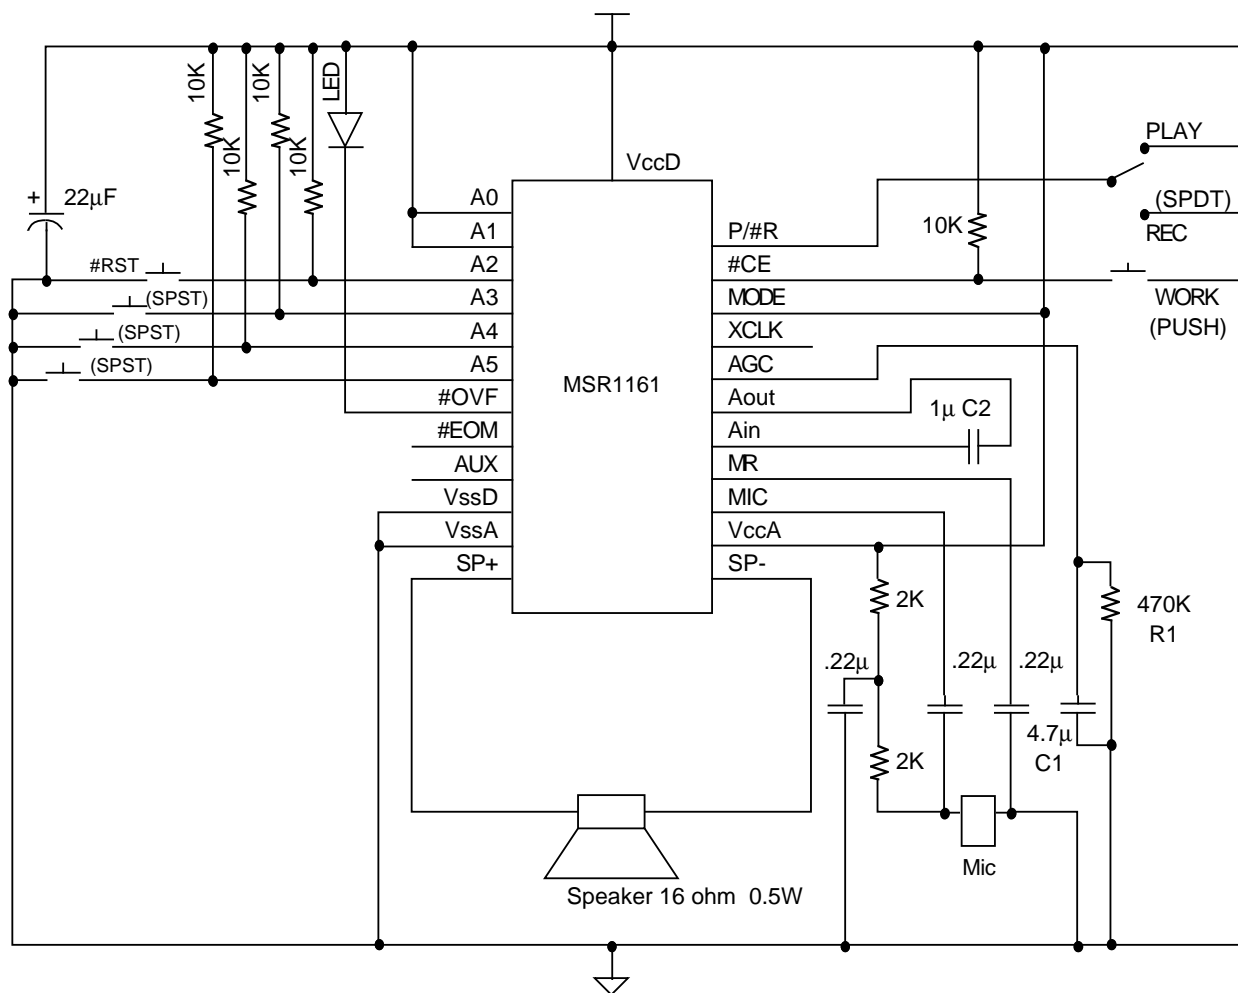 10K
10K
10K
10K
LED
VccD
PLAY
+ 22µF
(SPDT)
REC
10K
A0
A1
A2
A3
A4
A5
#OVF
#EOM
AUX
VssD
VssA
SP+
#RST
(SPST)
(SPST)
(SPST)
MSR1161
P/#R
#CE
MODE
XCLK
AGC
Aout
Ain
MR
MIC
VccA
SP-
WORK
(PUSH)
1µ C2
2K
470K
R1
.22µ
.22µ
.22µ
4.7µ
C1
2K
Mic
Speaker 16 ohm 0.5W